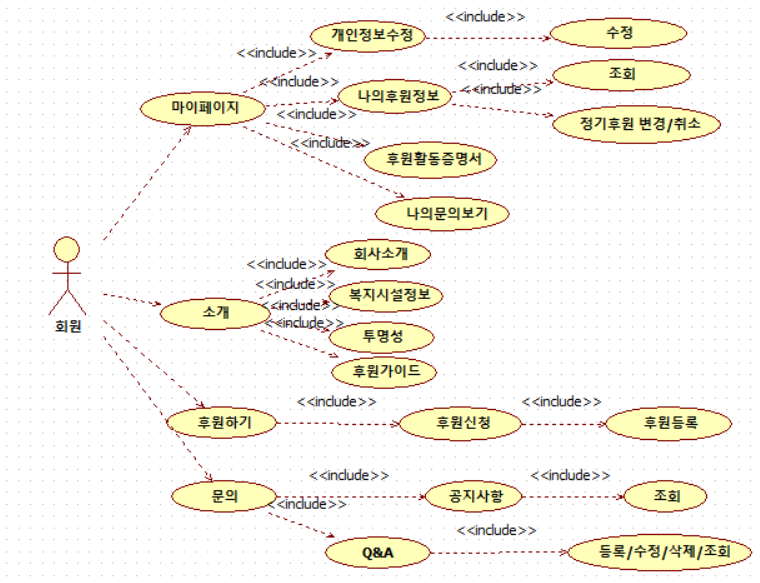 <<include>>
개인정보수정
수정
<<include>>
<<include>>
조회
<<include>>
<<include>>
마이페이지
나의후원정보
<<include>>
정기후원 변경/취소
<<include>>
후원활동증명서
나의문의보기
회사소개
<<include>>
<<include>>
복지시설정보
<<include>>
소개
<<include>>
회원
투명성
후원가이드
<<include>>
<<include>>
후원하기
후원신청
후원등록
<<include>>
<<include>>
문의
공지사항
조회
<<include>>
<<include>>
Q&A
등록/수정/삭제/조회